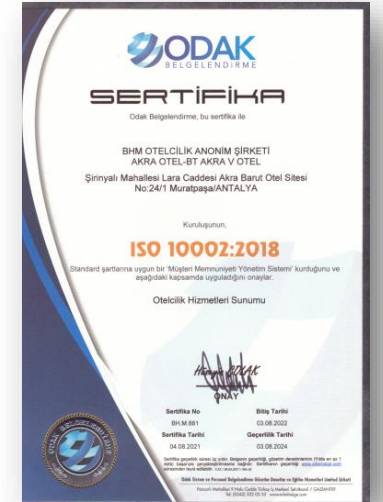 ODAK
BELGELENDİRME
SERTİFİKA
Odak Belgelendirme, bu sertifika ile
BHM OTELCİLİK ANONİM ŞİRKETİ
AKRA OTEL-BT AKRA V OTEL
Şirinyalı Mahallesi Lara Caddesi Akra Barut Otel Sitesi
No:24/1 Muratpaşa/ANTALYA
Kuruluşunun,
ISO 10002:2018
Standard şartlarına uygun bir 'Müşteri Memnuniyeti Yönetim Sistemi' kurduğunu ve
aşağıdaki kapsamda uyguladığını onaylar.
Otelcilik Hizmetleri Sunumu
ONAY
Sertifika No
Bitiş Tarihi
BH.M.881
03.08.2022
Sertifika Tarihi
Geçerlilik Tarihi
04.08.2021
03.08.2024